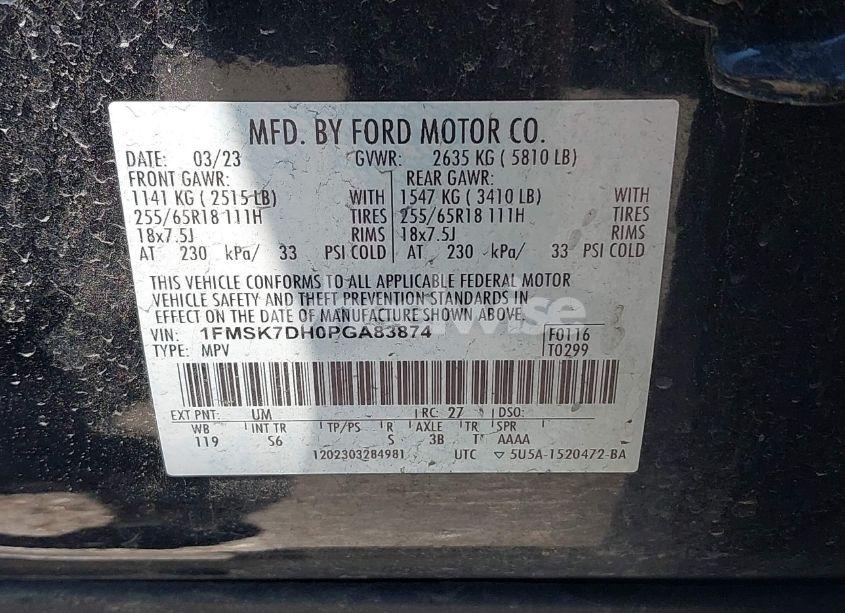 MFD. BY FORD MOTOR CO.
DATE: 03/23 GVWR: 2635 KG ( 5810 LB)
FRONT GAWR: REAR GAWR:
1141 KG ( 2515 LB) WITH 1547 KG ( 3410 LB) WITH
255/65R18 111H TIRES 255/65R18 111H TIRES
18x7.5J RIMS 18x7.5J RIMS
AT 230 kPa/ 33 PSI COLD AT 230 kPa/ 33 PSI COLD
THIS VEHICLE CONFORMS TO ALL APPLICABLE FEDERAL MOTOR
VEHICLE SAFETY AND THEFT PREVENTION STANDARDS IN
EFFECT ON THE DATE OF MANUFACTURE SHOWN ABOVE.
VIN: 1FMSK7DH0PGA83874 F0116
TYPE: MPV T0299
EXT PNT: UM RC: 27 DSO:
WB INT TR TP/PS R AXLE TR SPR
119 S6 S 3B T AAAA
1202303284981 UTC ▽ 5U5A-1520472-BA